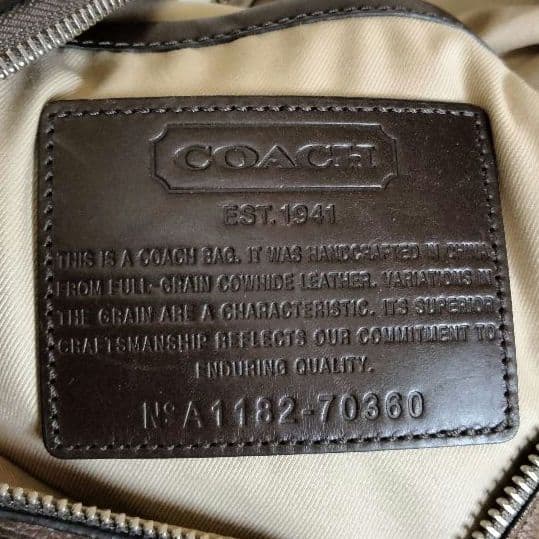 COACH
EST. 1941
THIS IS A COACH BAG. IT WAS HANDCRAFTED IN CHINA
FROM FULL-GRAIN COWHIDE LEATHER. VARIATIONS IN
THE GRAIN ARE A CHARACTERISTIC. ITS SUPERIOR
CRAFTSMANSHIP REFLECTS OUR COMMITMENT TO
ENDURING QUALITY.
Nº A1182-70360